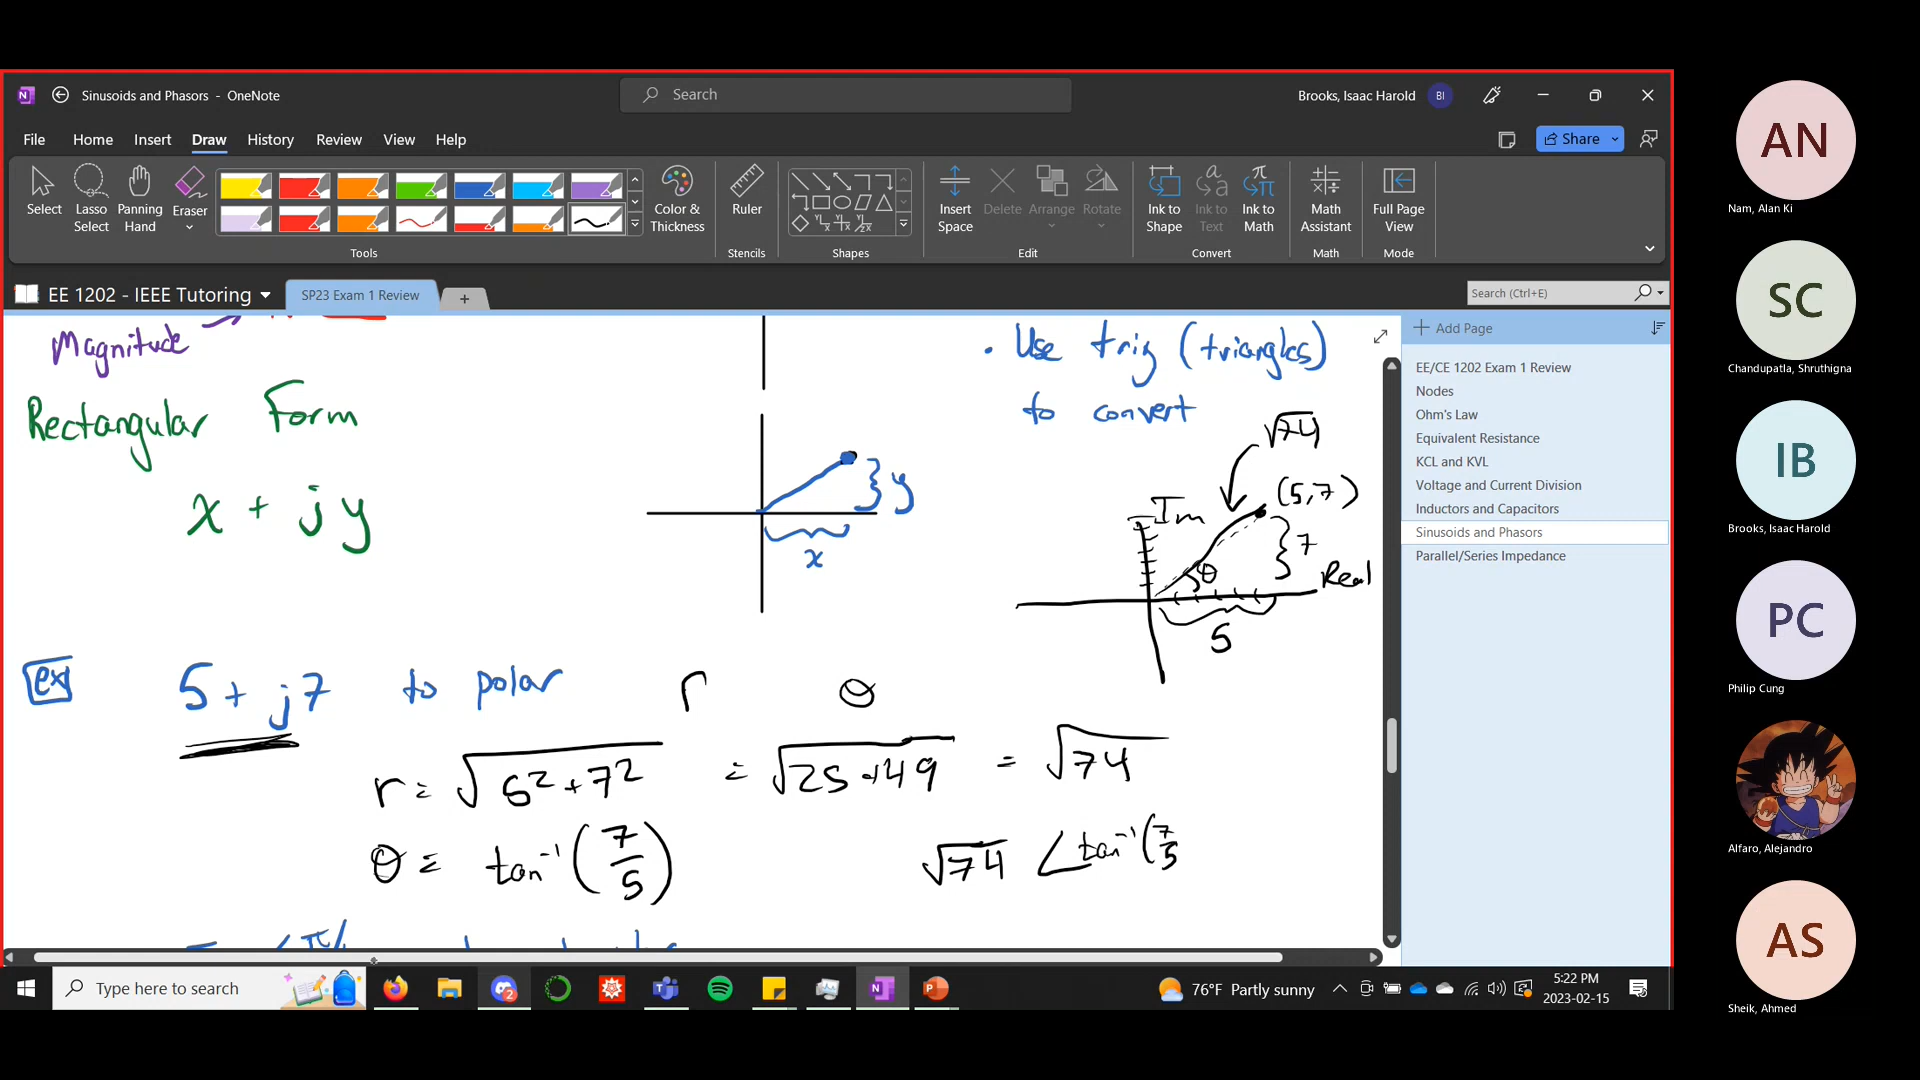 Sinusoids and Phasors - OneNote
Search
Brooks, Isaac Harold
BI
File Home Insert Draw History Review View Help
Share
Select
Lasso Select
Panning Hand
Eraser
Color & Thickness
Ruler
Insert Space
Delete
Arrange
Rotate
Ink to Shape
Ink to Text
Ink to Math
Math Assistant
Full Page View
Tools
Stencils
Shapes
Edit
Convert
Math
Mode
EE 1202 - IEEE Tutoring
SP23 Exam 1 Review
+
Search (Ctrl+E)
Magnitude
Rectangular Form
x + jy
y
x
• Use trig (triangles)
to convert
√74
(5,7)
Im
7
θ
Real
5
ex 5 + j7 to polar r θ
r = √5²+7² = √25+49 = √74
θ = tan⁻¹(7/5) √74 ∠tan⁻¹(7/5
Add Page
EE/CE 1202 Exam 1 Review
Nodes
Ohm's Law
Equivalent Resistance
KCL and KVL
Voltage and Current Division
Inductors and Capacitors
Sinusoids and Phasors
Parallel/Series Impedance
Type here to search
76°F Partly sunny
5:22 PM
2023-02-15
AN
Nam, Alan Ki
SC
Chandupatla, Shruthigna
IB
Brooks, Isaac Harold
PC
Philip Cung
Alfaro, Alejandro
AS
Sheik, Ahmed